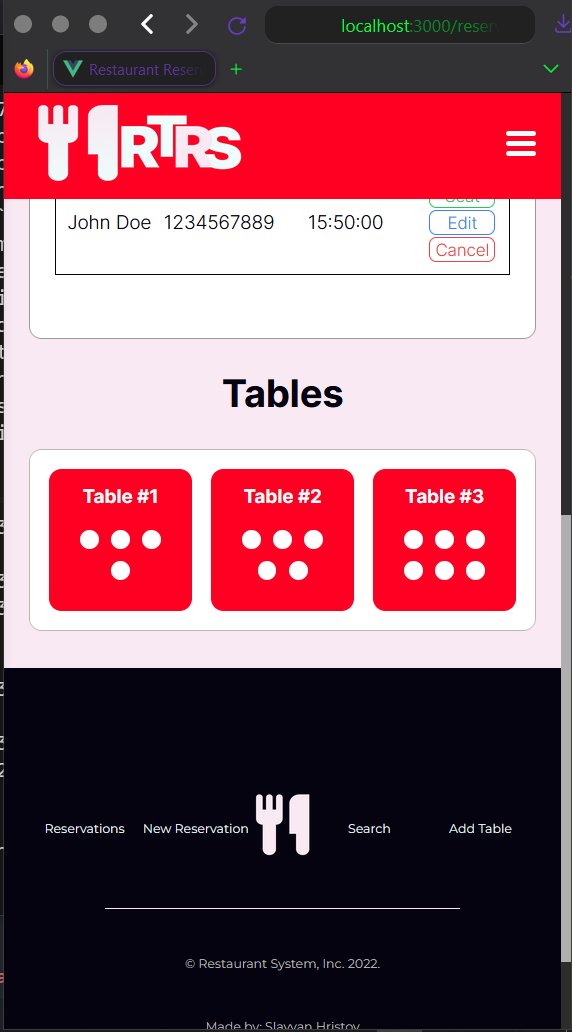 localhost:3000/reser
Restaurant Reser
RTRS
Seat
John Doe 1234567889 15:50:00 Edit
Cancel
Tables
Table #1 Table #2 Table #3
Reservations New Reservation Search Add Table
© Restaurant System, Inc. 2022.
Made by: Slavyan Hristov